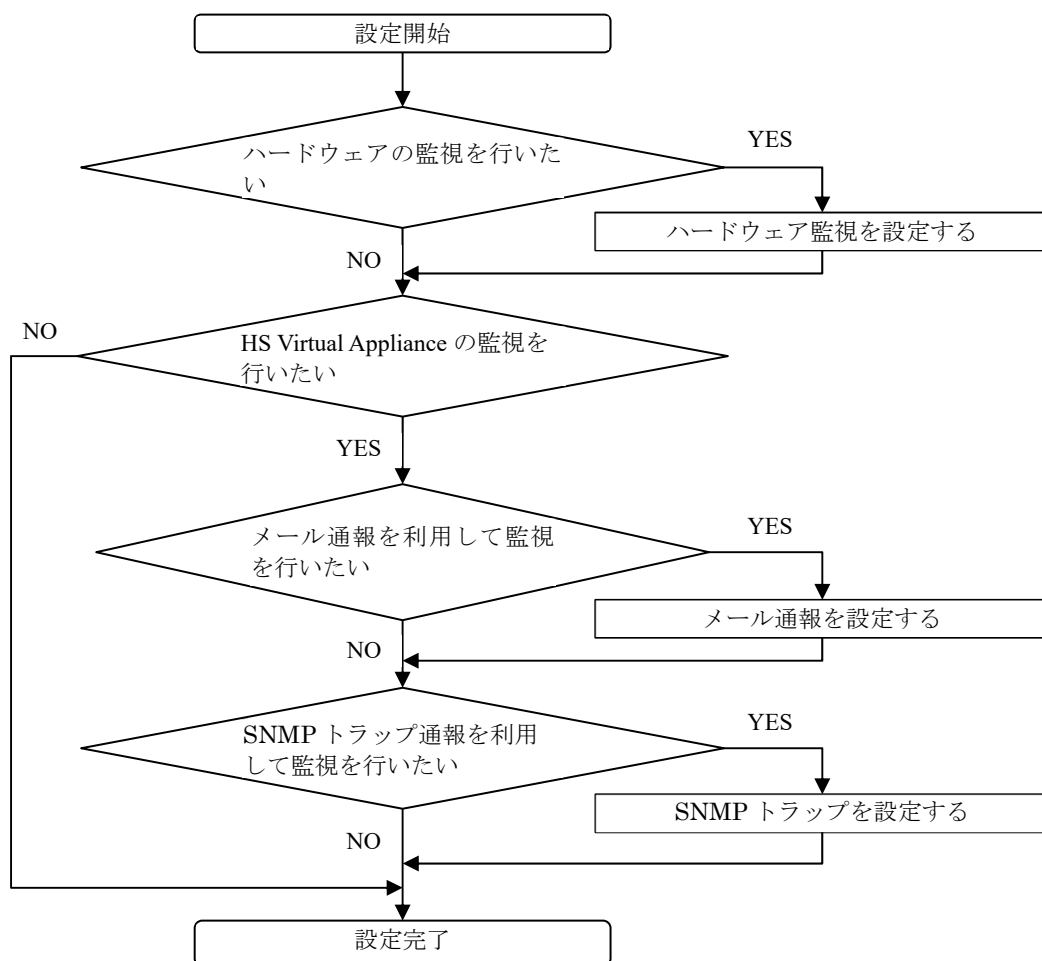 設定開始
ハードウェアの監視を行いた
い
YES
ハードウェア監視を設定する
NO
HS Virtual Appliance の監視を
行いたい
NO
YES
メール通報を利用して監視
を行いたい
YES
メール通報を設定する
NO
SNMP トラップ通報を利用
して監視を行いたい
YES
SNMP トラップを設定する
NO
設定完了